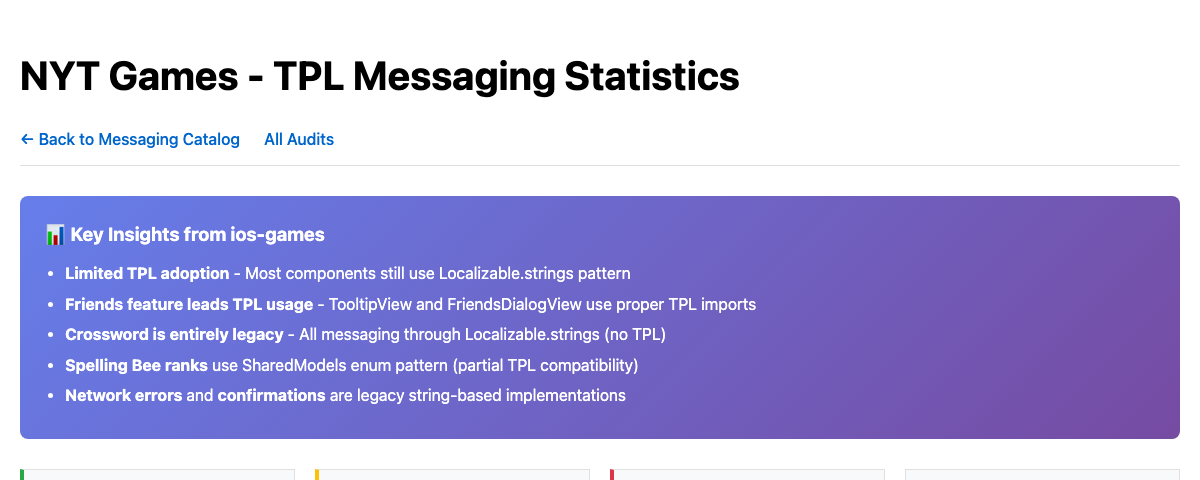 NYT Games - TPL Messaging Statistics
← Back to Messaging Catalog All Audits
📊 Key Insights from ios-games
• Limited TPL adoption - Most components still use Localizable.strings pattern
• Friends feature leads TPL usage - TooltipView and FriendsDialogView use proper TPL imports
• Crossword is entirely legacy - All messaging through Localizable.strings (no TPL)
• Spelling Bee ranks use SharedModels enum pattern (partial TPL compatibility)
• Network errors and confirmations are legacy string-based implementations